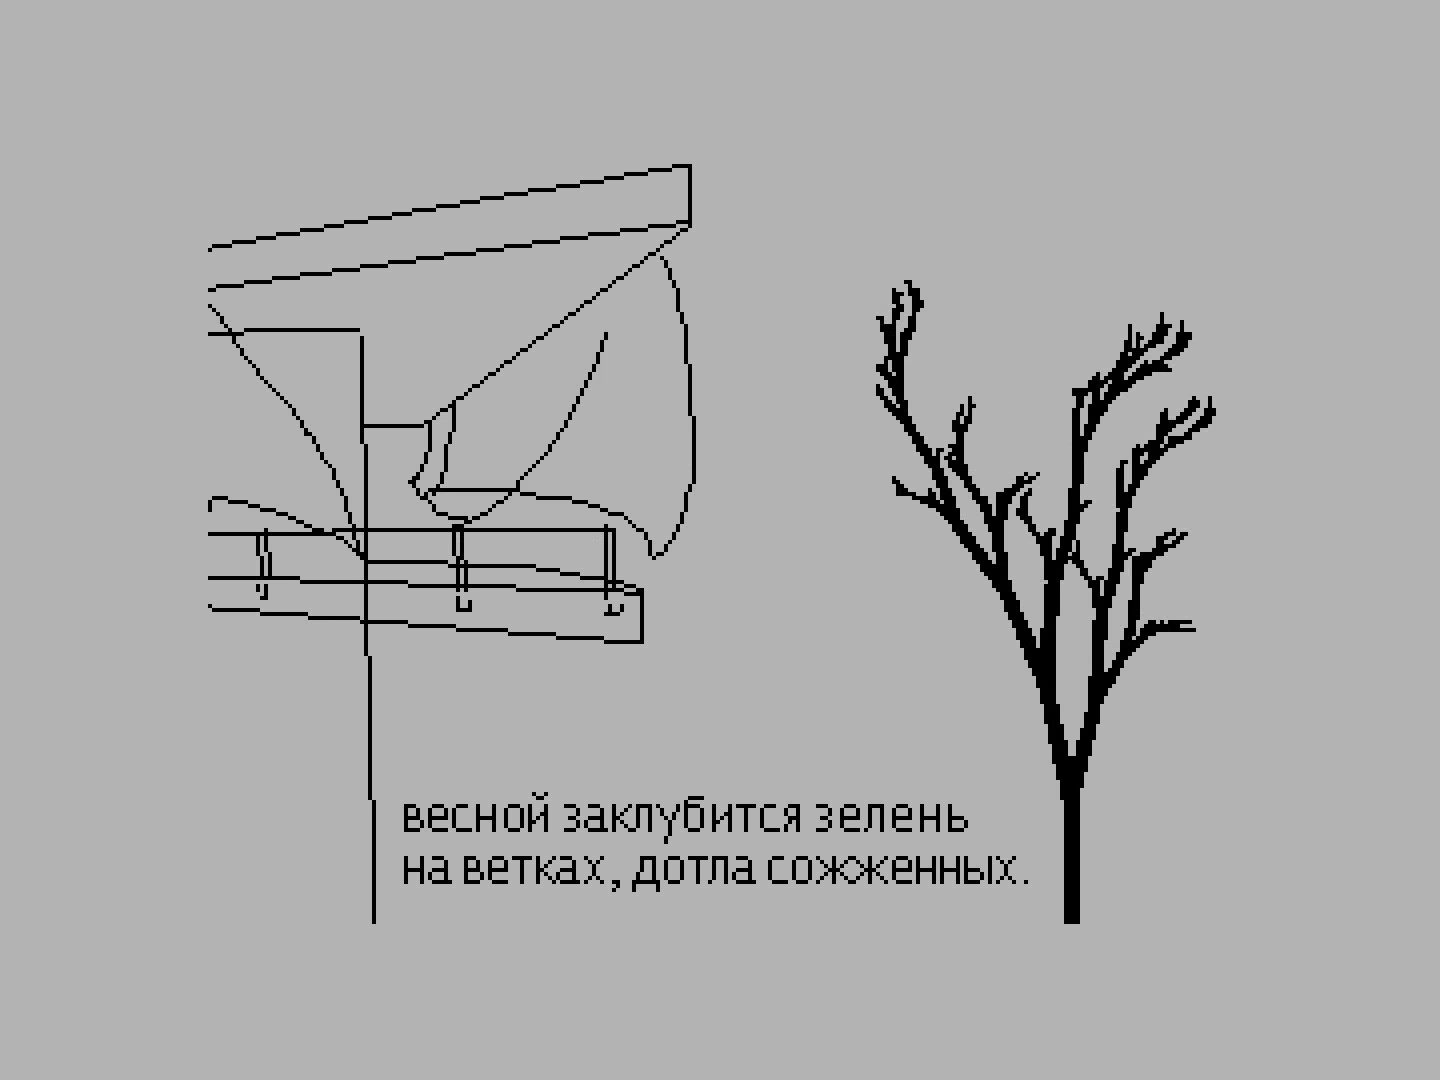 весной заклубится зелень
на ветках, дотла сожженных.